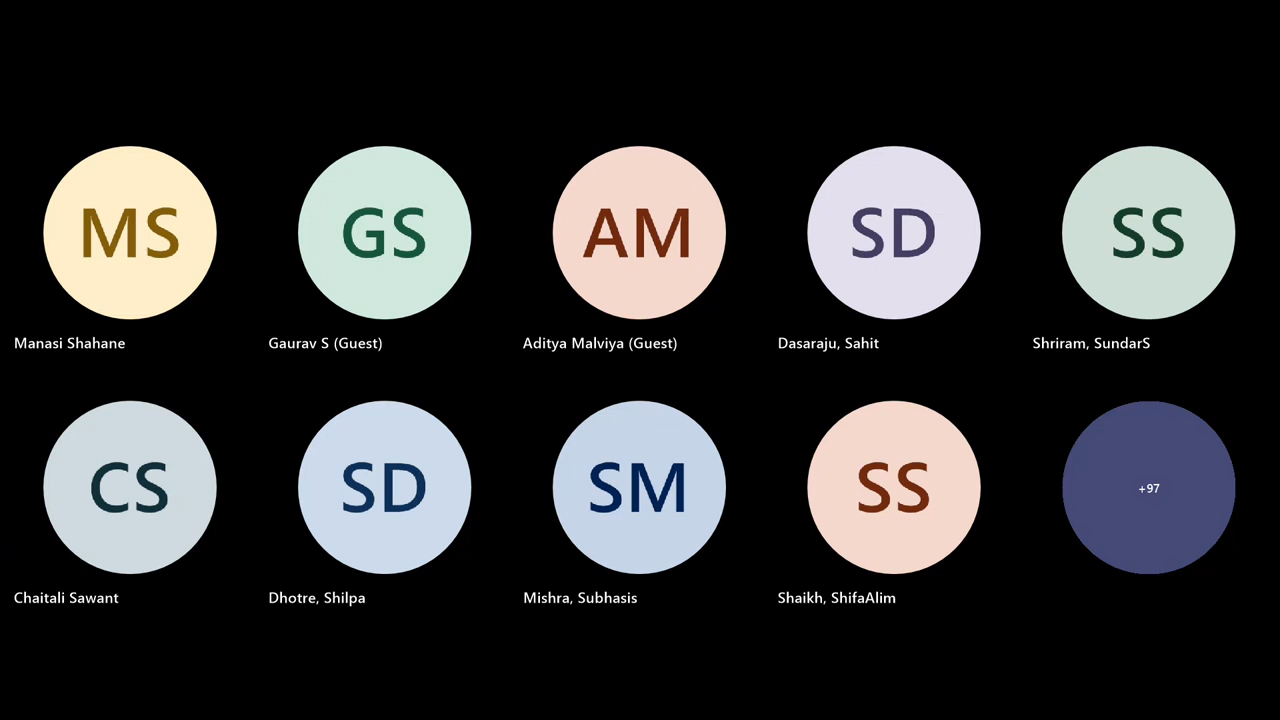 MS
GS
AM
SD
SS
Manasi Shahane
Gaurav S (Guest)
Aditya Malviya (Guest)
Dasaraju, Sahit
Shriram, SundarS
CS
SD
SM
SS
+97
Chaitali Sawant
Dhotre, Shilpa
Mishra, Subhasis
Shaikh, ShifaAlim